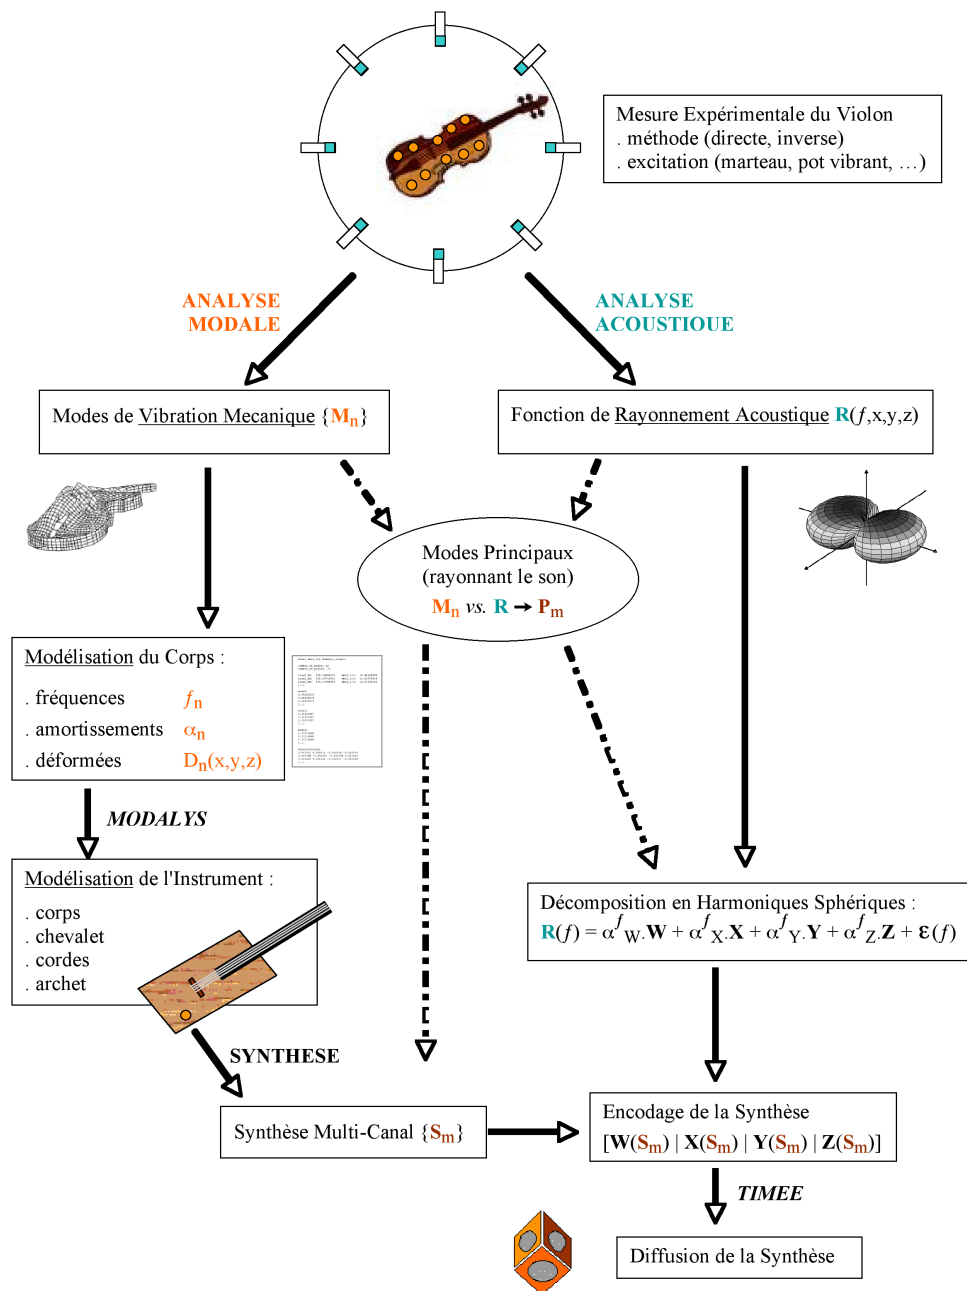 Mesure Expérimentale du Violon
. méthode (directe, inverse)
. excitation (marteau, pot vibrant, …)
ANALYSE
MODALE
ANALYSE
ACOUSTIQUE
Modes de Vibration Mecanique {Mn}
Fonction de Rayonnement Acoustique R(f,x,y,z)
Modes Principaux
(rayonnant le son)
Mn vs. R → Pm
Modélisation du Corps :
. fréquences fn
. amortissements αn
. déformées Dn(x,y,z)
MODALYS
Modélisation de l'Instrument :
. corps
. chevalet
. cordes
. archet
Décomposition en Harmoniques Sphériques :
R(f) = αfW.W + αfX.X + αfY.Y + αfZ.Z + ε(f)
SYNTHESE
Synthèse Multi-Canal {Sm}
Encodage de la Synthèse
[W(Sm) | X(Sm) | Y(Sm) | Z(Sm)]
TIMEE
Diffusion de la Synthèse